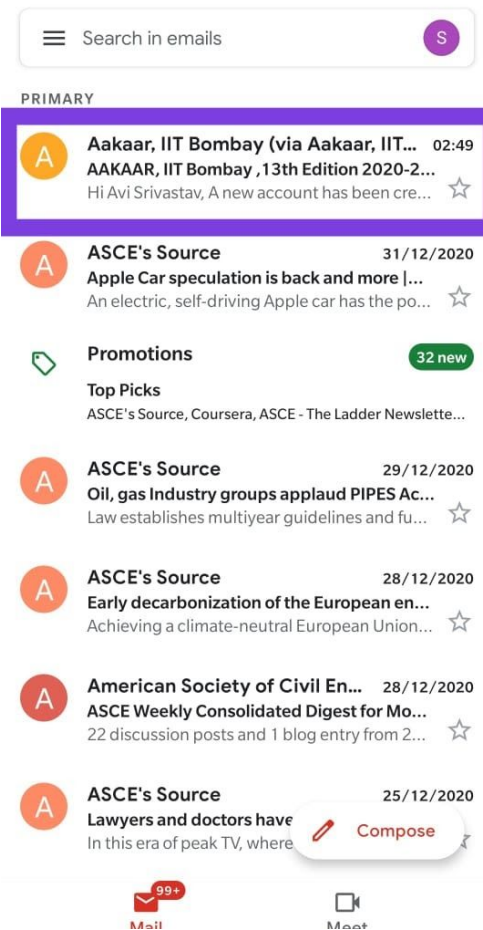 Search in emails
S
PRIMARY
A
Aakaar, IIT Bombay (via Aakaar, IIT... 02:49
AAKAAR, IIT Bombay ,13th Edition 2020-2...
Hi Avi Srivastav, A new account has been cre...
A
ASCE's Source 31/12/2020
Apple Car speculation is back and more |...
An electric, self-driving Apple car has the po...
Promotions 32 new
Top Picks
ASCE's Source, Coursera, ASCE - The Ladder Newslette...
A
ASCE's Source 29/12/2020
Oil, gas Industry groups applaud PIPES Ac...
Law establishes multiyear guidelines and fu...
A
ASCE's Source 28/12/2020
Early decarbonization of the European en...
Achieving a climate-neutral European Union...
A
American Society of Civil En... 28/12/2020
ASCE Weekly Consolidated Digest for Mo...
22 discussion posts and 1 blog entry from 2...
A
ASCE's Source 25/12/2020
Lawyers and doctors have
In this era of peak TV, where
Compose
99+
Mail Meet